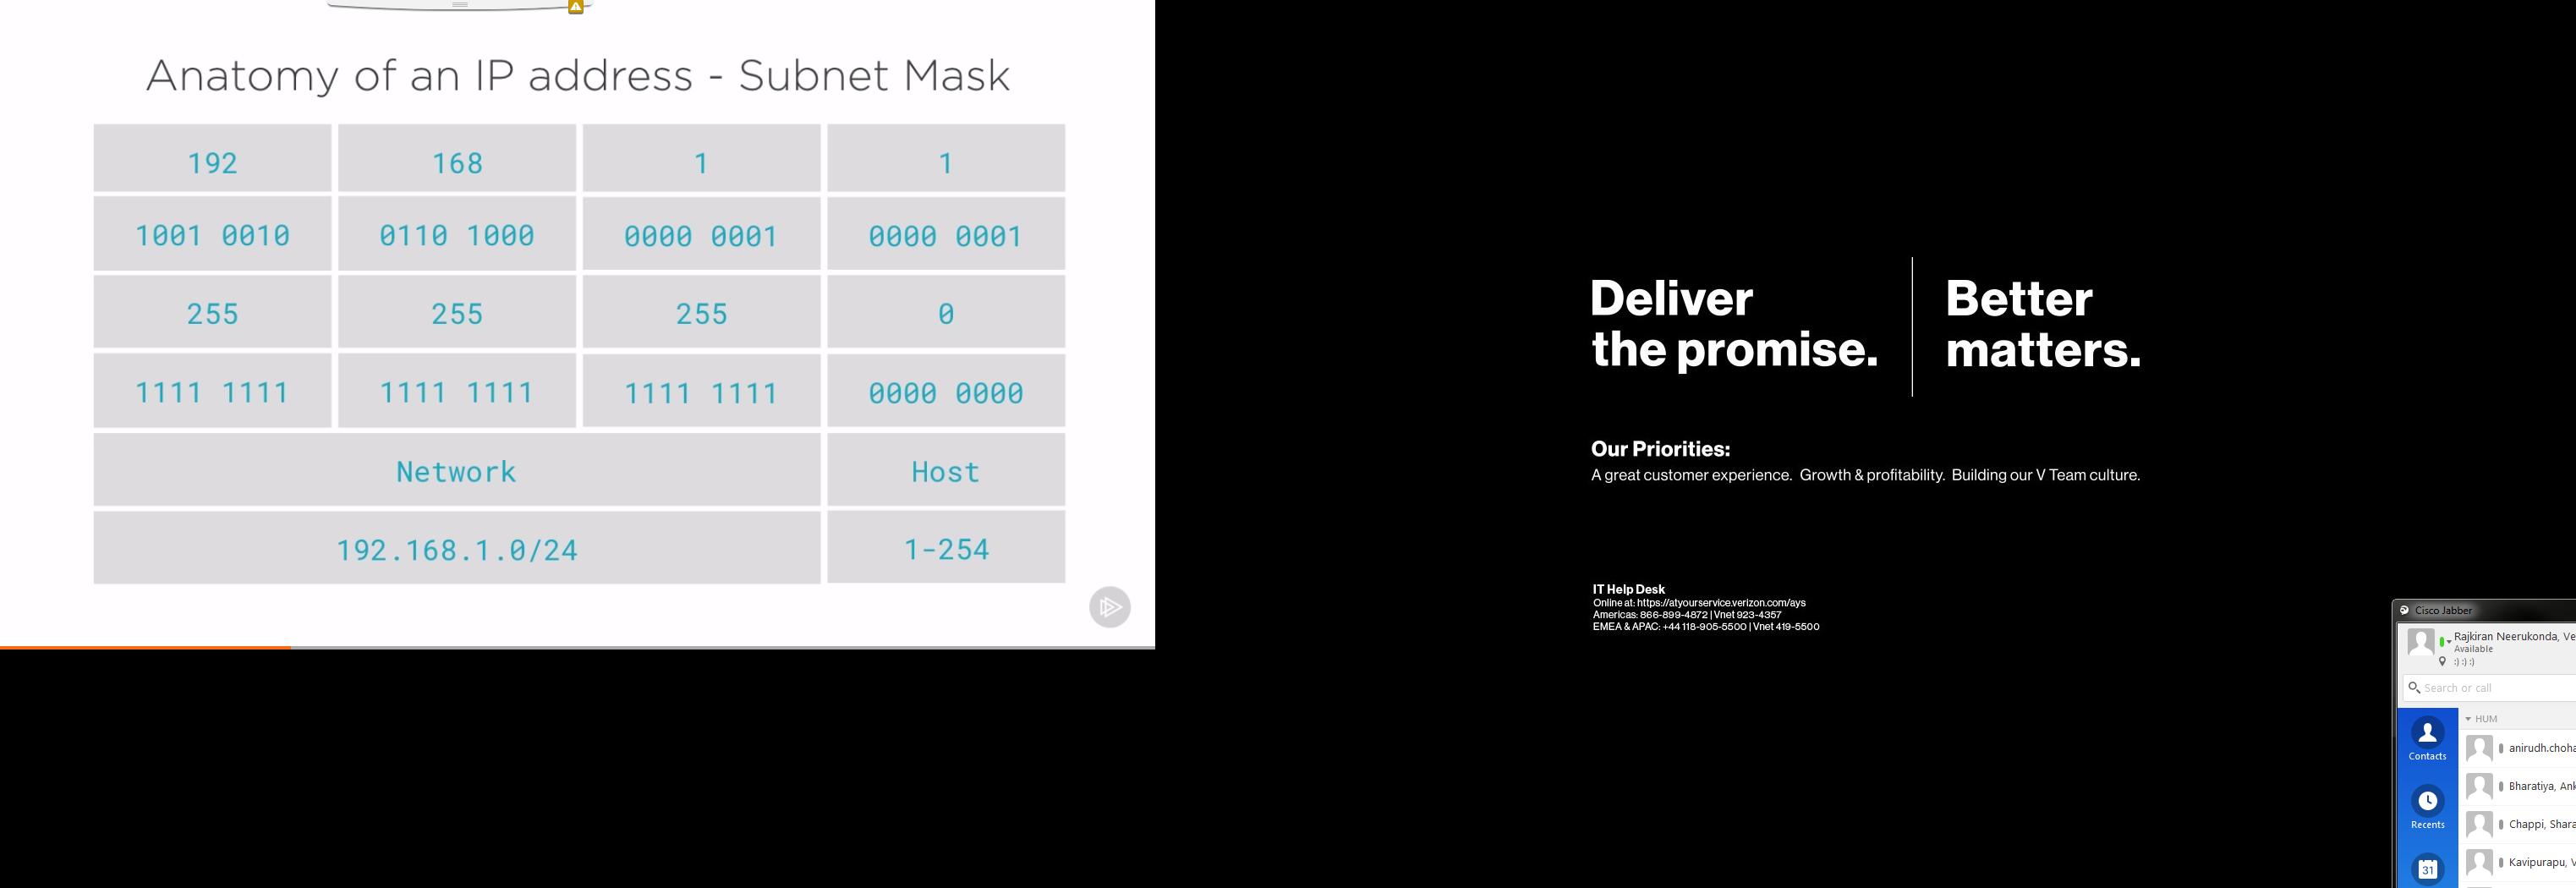 Anatomy of an IP address - Subnet Mask
192 168 1 1
1001 0010 0110 1000 0000 0001 0000 0001
255 255 255 0
1111 1111 1111 1111 1111 1111 0000 0000
Network Host
192.168.1.0/24 1-254
Deliver
the promise.
Better
matters.
Our Priorities:
A great customer experience. Growth & profitability. Building our V Team culture.
IT Help Desk
Online at: https://atyourservice.verizon.com/ays
Americas: 866-899-4872 | Vnet 923-4357
EMEA & APAC: +44 118-905-5500 | Vnet 419-5500
Cisco Jabber
Rajkiran Neerukonda, Ve
Available
:) :) :)
Search or call
HUM
Contacts
anirudh.choha
Bharatiya, Ank
Recents
Chappi, Shara
Kavipurapu, V
31